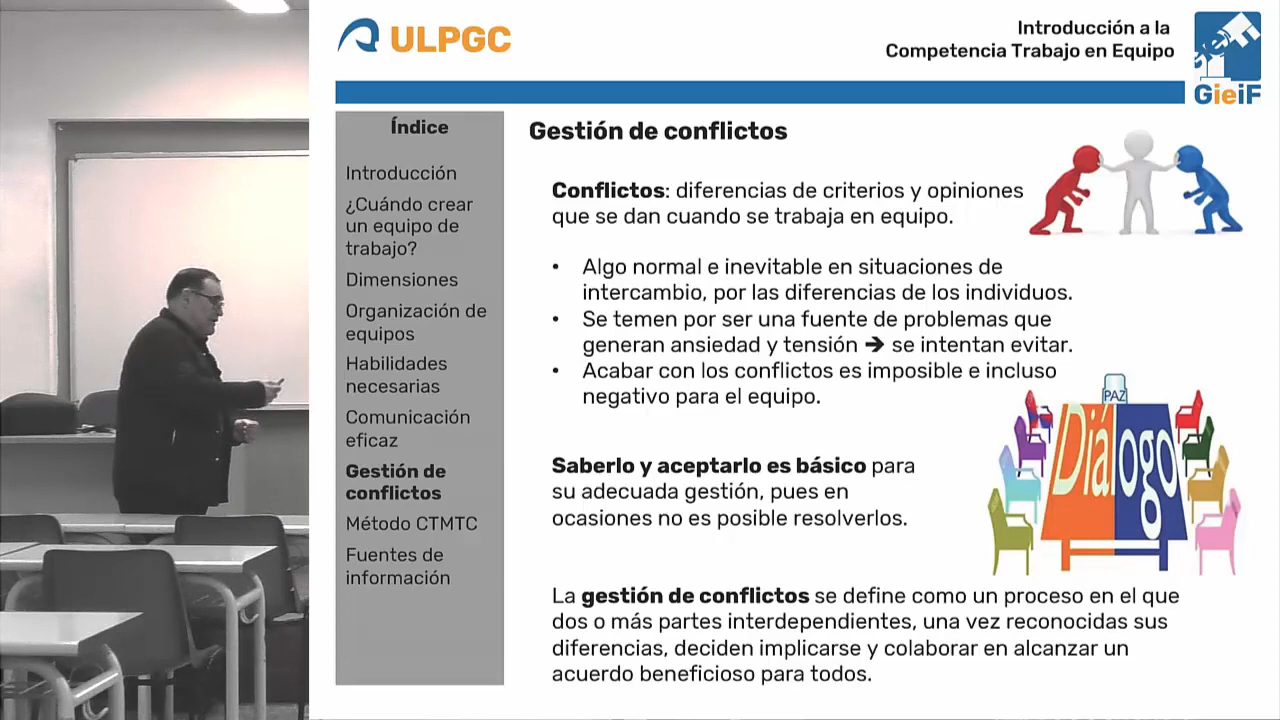 ULPGC
Introducción a la
Competencia Trabajo en Equipo
GieiF
Índice
Introducción
¿Cuándo crear
un equipo de
trabajo?
Dimensiones
Organización de
equipos
Habilidades
necesarias
Comunicación
eficaz
Gestión de
conflictos
Método CTMTC
Fuentes de
información
Gestión de conflictos
Conflictos: diferencias de criterios y opiniones
que se dan cuando se trabaja en equipo.
• Algo normal e inevitable en situaciones de
intercambio, por las diferencias de los individuos.
• Se temen por ser una fuente de problemas que
generan ansiedad y tensión ➔ se intentan evitar.
• Acabar con los conflictos es imposible e incluso
negativo para el equipo.
PAZ
Diálogo
Saberlo y aceptarlo es básico para
su adecuada gestión, pues en
ocasiones no es posible resolverlos.
La gestión de conflictos se define como un proceso en el que
dos o más partes interdependientes, una vez reconocidas sus
diferencias, deciden implicarse y colaborar en alcanzar un
acuerdo beneficioso para todos.